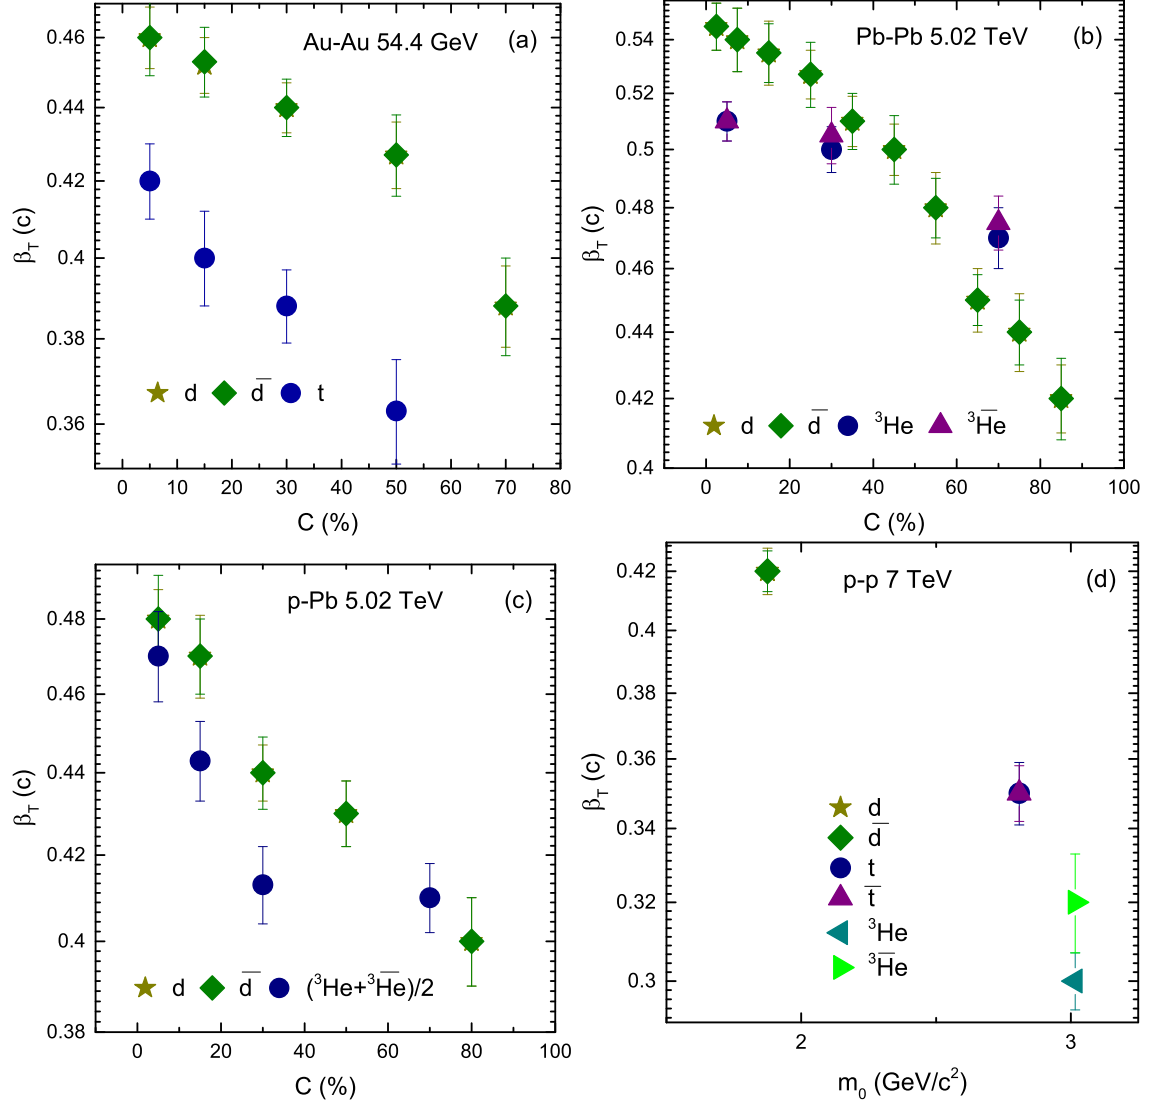 Au-Au 54.4 GeV (a)
0.46
0.44
0.42
0.4
0.38
0.36
β_T (c)
d d̅ t
0 10 20 30 40 50 60 70 80
C (%)
Pb-Pb 5.02 TeV (b)
0.54
0.52
0.5
0.48
0.46
0.44
0.42
0.4
β_T (c)
d d̅ ³He ³H̅e̅
0 20 40 60 80 100
C (%)
p-Pb 5.02 TeV (c)
0.48
0.46
0.44
0.42
0.4
0.38
β_T (c)
d d̅ (³He+³H̅e̅)/2
0 20 40 60 80 100
C (%)
p-p 7 TeV (d)
0.42
0.4
0.38
0.36
0.34
0.32
0.3
β_T (c)
d
d̅
t
t̅
³He
³H̅e̅
2 3
m₀ (GeV/c²)